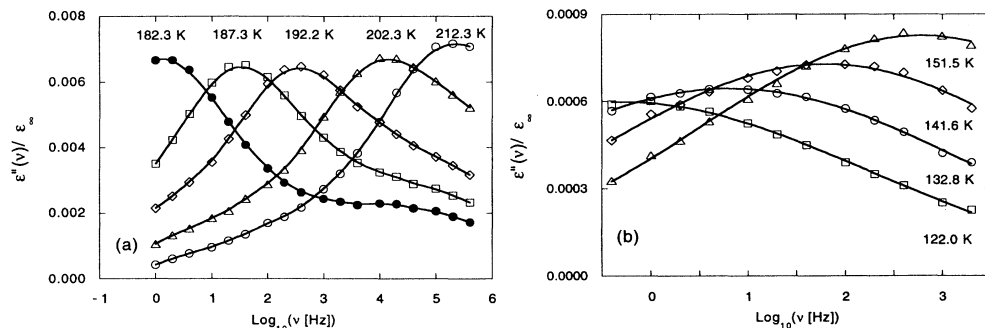 182.3 K 187.3 K 192.2 K 202.3 K 212.3 K
0.008
0.006
0.004
0.002
0.000
ε"(ν)/ ε∞
(a)
- 1 0 1 2 3 4 5 6
Log10(ν [Hz])
0.0009
0.0006
0.0003
0.0000
ε"(ν)/ ε∞
151.5 K
141.6 K
132.8 K
122.0 K
(b)
0 1 2 3
Log10(ν [Hz])